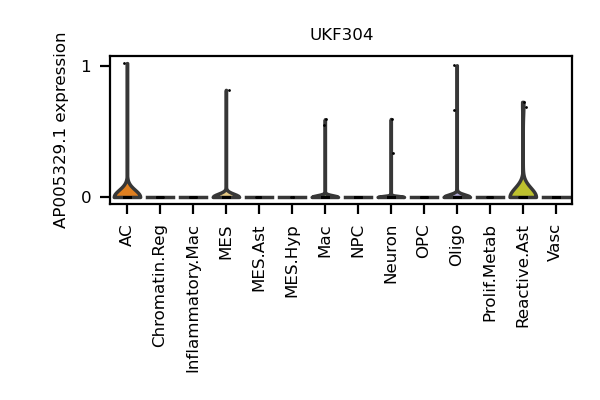 UKF304
AP005329.1 expression
1
0
AC
Chromatin.Reg
Inflammatory.Mac
MES
MES.Ast
MES.Hyp
Mac
NPC
Neuron
OPC
Oligo
Prolif.Metab
Reactive.Ast
Vasc